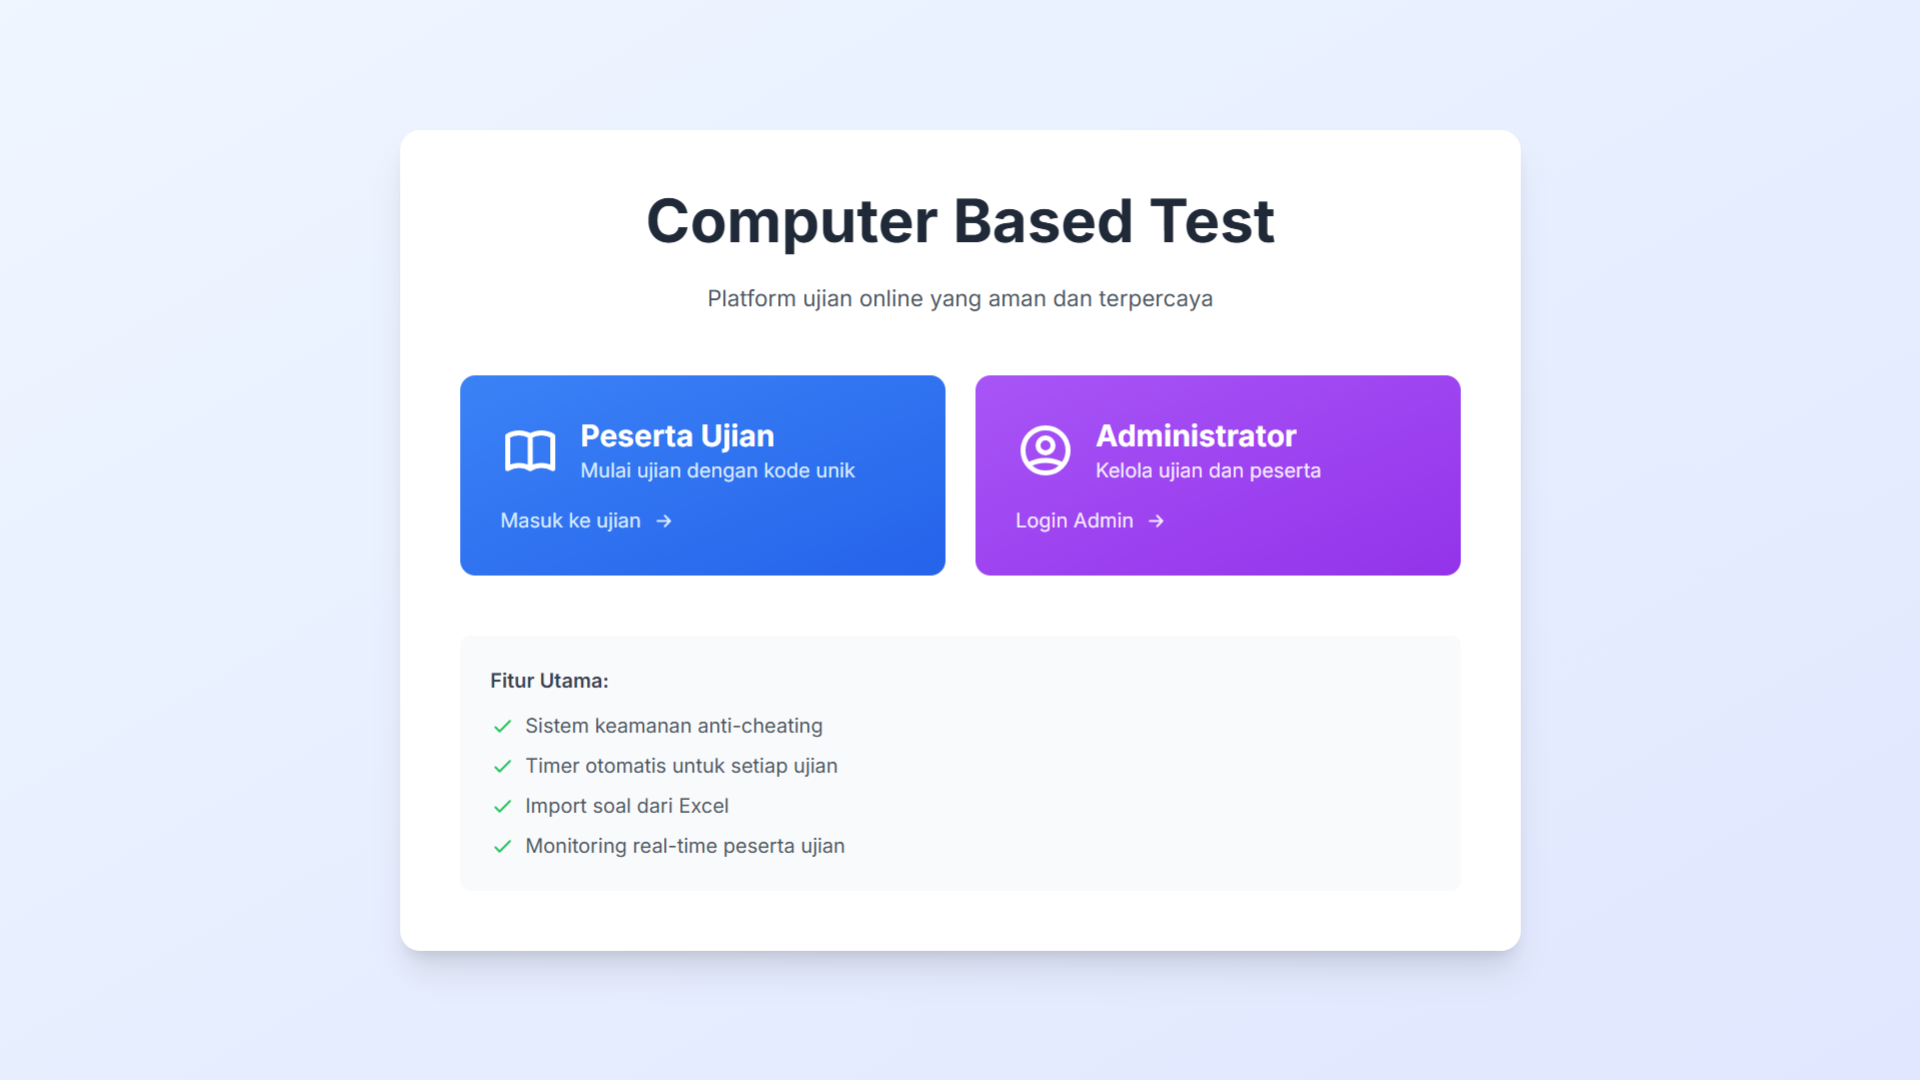 Computer Based Test
Platform ujian online yang aman dan terpercaya
Peserta Ujian
Mulai ujian dengan kode unik
Masuk ke ujian →
Administrator
Kelola ujian dan peserta
Login Admin →
Fitur Utama:
Sistem keamanan anti-cheating
Timer otomatis untuk setiap ujian
Import soal dari Excel
Monitoring real-time peserta ujian